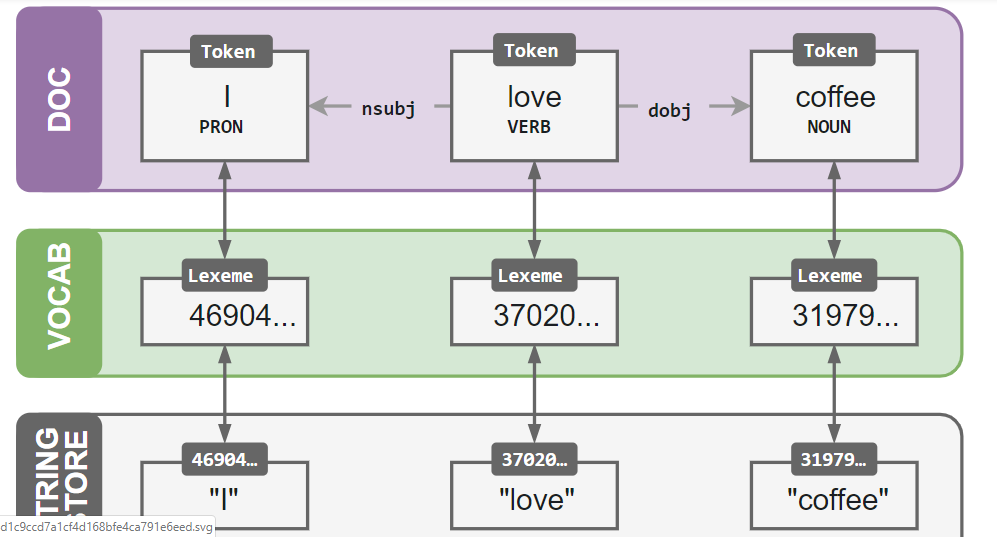 DOC
Token
Token
Token
I
love
coffee
PRON
VERB
NOUN
nsubj
dobj
VOCAB
Lexeme
Lexeme
Lexeme
46904...
37020...
31979...
TRING
TORE
46904…
37020…
31979…
"I"
"love"
"coffee"
d1c9ccd7a1cf4d168bfe4ca791e6eed.svg